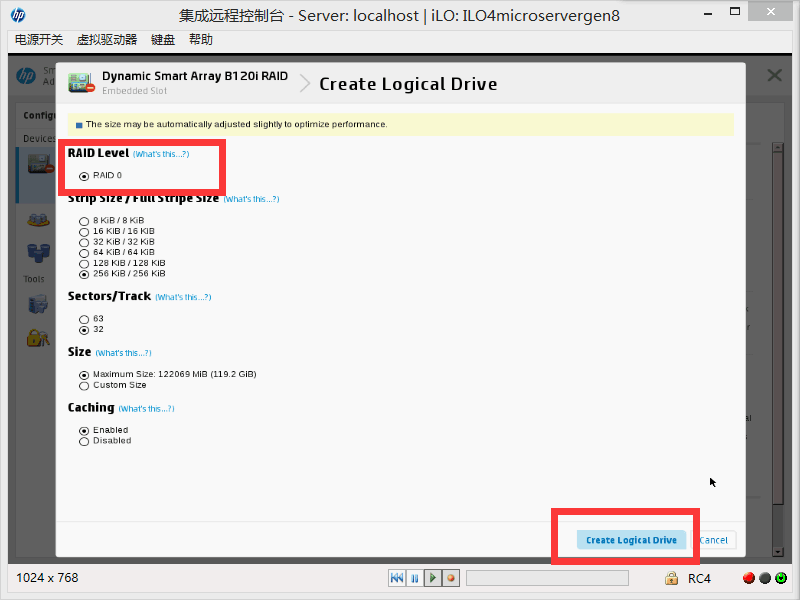 集成远程控制台 - Server: localhost | iLO: ILO4microservergen8
电源开关 虚拟驱动器 键盘 帮助
Dynamic Smart Array B120i RAID
Embedded Slot
Create Logical Drive
The size may be automatically adjusted slightly to optimize performance.
RAID Level (What's this...?)
RAID 0
Strip Size / Full Stripe Size (What's this...?)
8 KiB / 8 KiB
16 KiB / 16 KiB
32 KiB / 32 KiB
64 KiB / 64 KiB
128 KiB / 128 KiB
256 KiB / 256 KiB
Sectors/Track (What's this...?)
63
32
Size (What's this...?)
Maximum Size: 122069 MiB (119.2 GiB)
Custom Size
Caching (What's this...?)
Enabled
Disabled
Create Logical Drive Cancel
Devices
Tools
1024 x 768
RC4